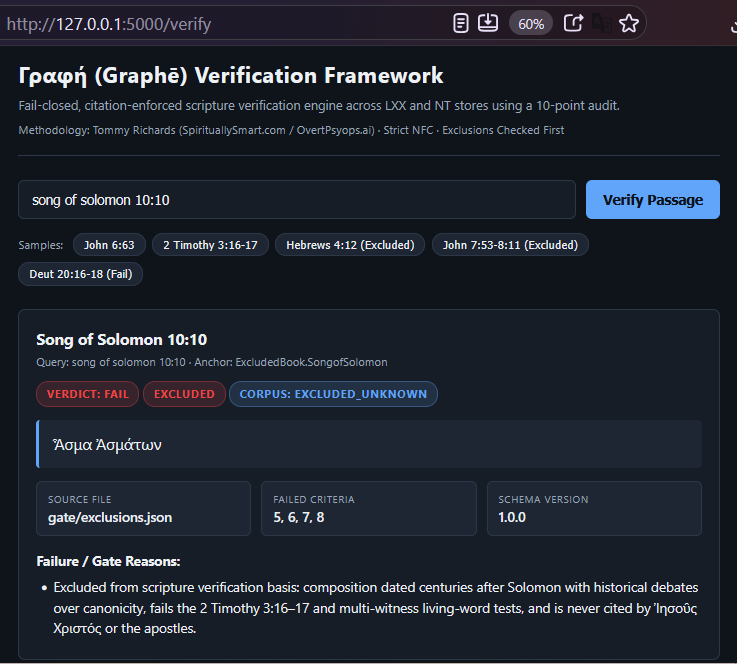 http://127.0.0.1:5000/verify
60%
Γραφή (Graphē) Verification Framework
Fail-closed, citation-enforced scripture verification engine across LXX and NT stores using a 10-point audit.
Methodology: Tommy Richards (SpirituallySmart.com / OvertPsyops.ai) · Strict NFC · Exclusions Checked First
song of solomon 10:10
Verify Passage
Samples:
John 6:63
2 Timothy 3:16-17
Hebrews 4:12 (Excluded)
John 7:53-8:11 (Excluded)
Deut 20:16-18 (Fail)
Song of Solomon 10:10
Query: song of solomon 10:10 · Anchor: ExcludedBook.SongofSolomon
VERDICT: FAIL
EXCLUDED
CORPUS: EXCLUDED_UNKNOWN
Ἆσμα Ἀσμάτων
SOURCE FILE
gate/exclusions.json
FAILED CRITERIA
5, 6, 7, 8
SCHEMA VERSION
1.0.0
Failure / Gate Reasons:
• Excluded from scripture verification basis: composition dated centuries after Solomon with historical debates
over canonicity, fails the 2 Timothy 3:16–17 and multi-witness living-word tests, and is never cited by Ἰησοῦς
Χριστός or the apostles.